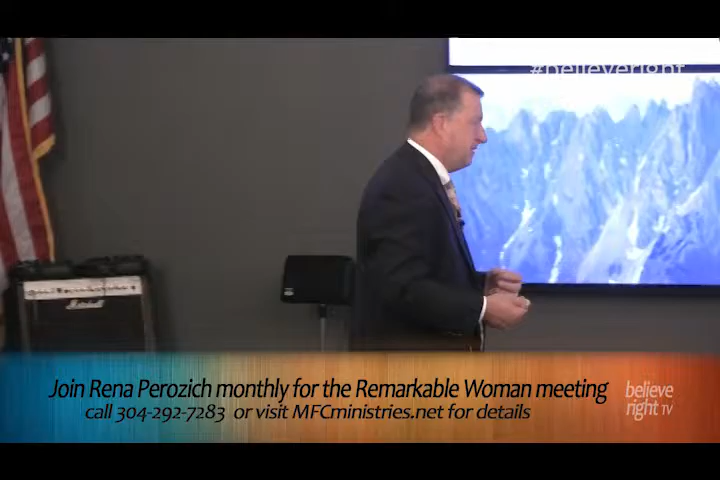 #believeright
Marshall
Join Rena Perozich monthly for the Remarkable Woman meeting
call 304-292-7283 or visit MFCministries.net for details
believe
right TV